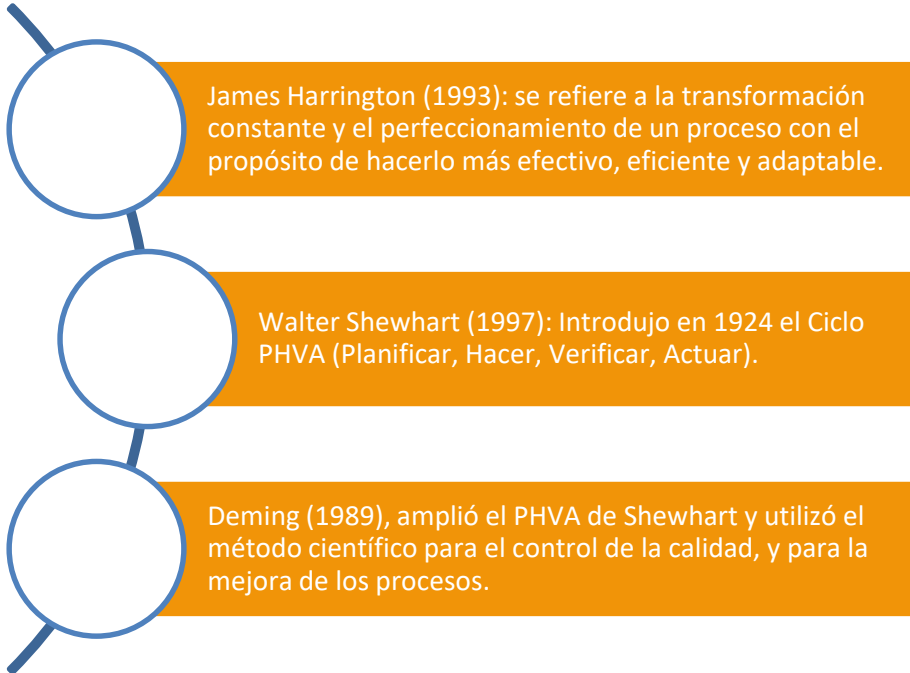 James Harrington (1993): se refiere a la transformación
constante y el perfeccionamiento de un proceso con el
propósito de hacerlo más efectivo, eficiente y adaptable.
Walter Shewhart (1997): Introdujo en 1924 el Ciclo
PHVA (Planificar, Hacer, Verificar, Actuar).
Deming (1989), amplió el PHVA de Shewhart y utilizó el
método científico para el control de la calidad, y para la
mejora de los procesos.